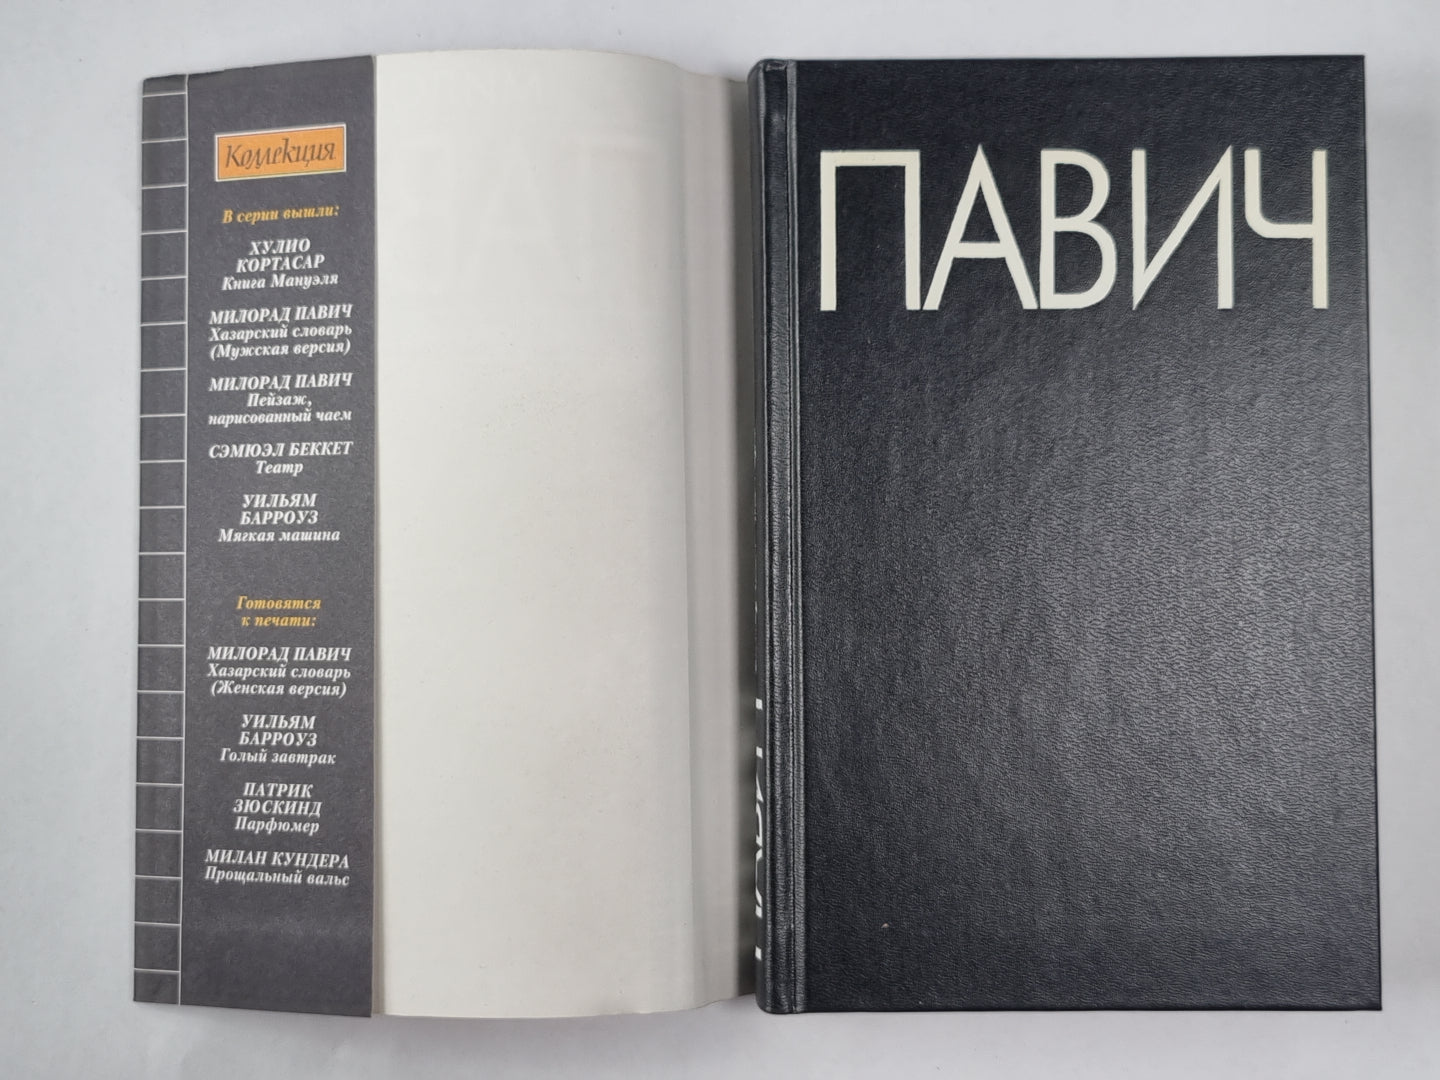 Коллекция
В серии вышли:
ХУЛИО
КОРТАСАР
Книга Мануэля
МИЛОРАД ПАВИЧ
Хазарский словарь
(Мужская версия)
МИЛОРАД ПАВИЧ
Пейзаж,
нарисованный чаем
СЭМЮЭЛ БЕККЕТ
Театр
УИЛЬЯМ
БАРРОУЗ
Мягкая машина
Готовятся
к печати:
МИЛОРАД ПАВИЧ
Хазарский словарь
(Женская версия)
УИЛЬЯМ
БАРРОУЗ
Голый завтрак
ПАТРИК
ЗЮСКИНД
Парфюмер
МИЛАН КУНДЕРА
Прощальный вальс
ПАВИЧ